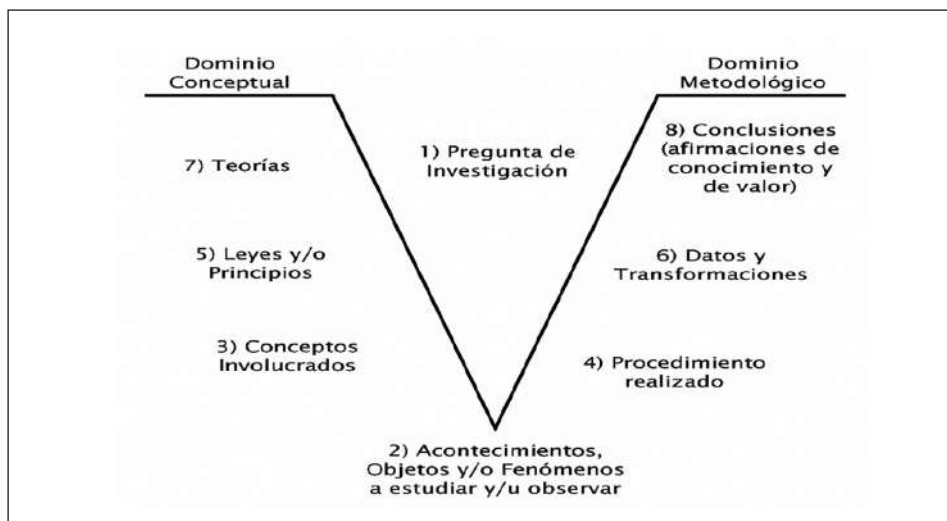 Dominio
Conceptual
Dominio
Metodológico
7) Teorías
1) Pregunta de
Investigación
8) Conclusiones
(afirmaciones de
conocimiento y
de valor)
5) Leyes y/o
Principios
6) Datos y
Transformaciones
3) Conceptos
Involucrados
4) Procedimiento
realizado
2) Acontecimientos,
Objetos y/o Fenómenos
a estudiar y/u observar